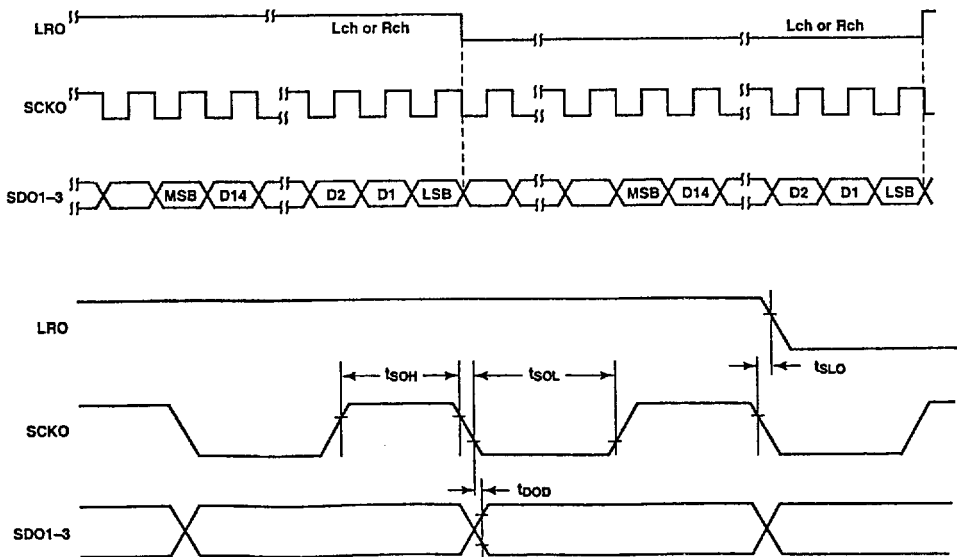 LRO
Lch or Rch
Lch or Rch
SCKO
SDO1–3
MSB D14 D2 D1 LSB MSB D14 D2 D1 LSB
LRO
tSLO
tSOH tSOL
SCKO
tDOD
SDO1–3